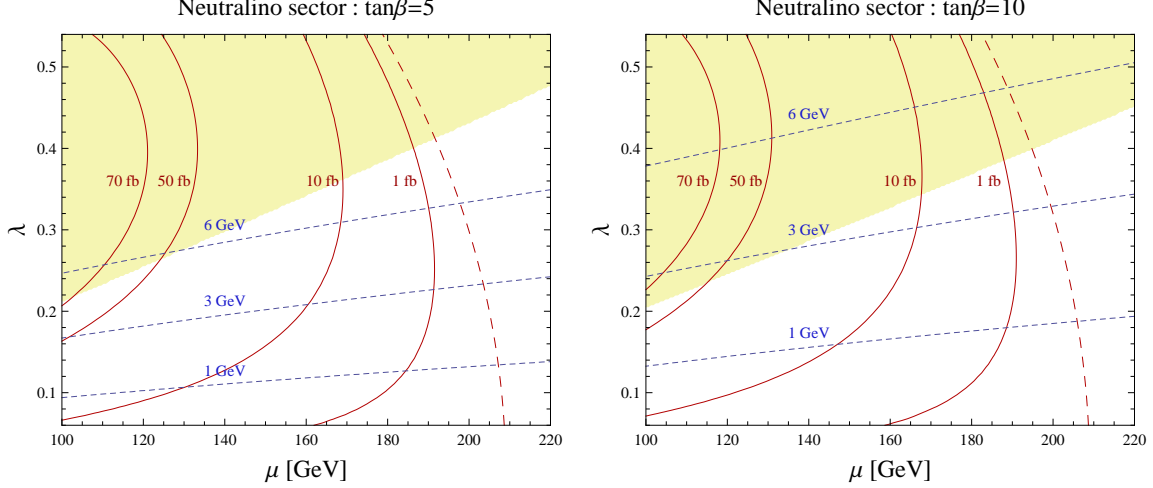 Neutralino sector : tanβ=5
0.5
0.4
0.3
0.2
0.1
λ
70 fb
50 fb
10 fb
1 fb
6 GeV
3 GeV
1 GeV
100 120 140 160 180 200 220
μ [GeV]
Neutralino sector : tanβ=10
0.5
0.4
0.3
0.2
0.1
λ
6 GeV
70 fb
50 fb
10 fb
1 fb
3 GeV
1 GeV
100 120 140 160 180 200 220
μ [GeV]